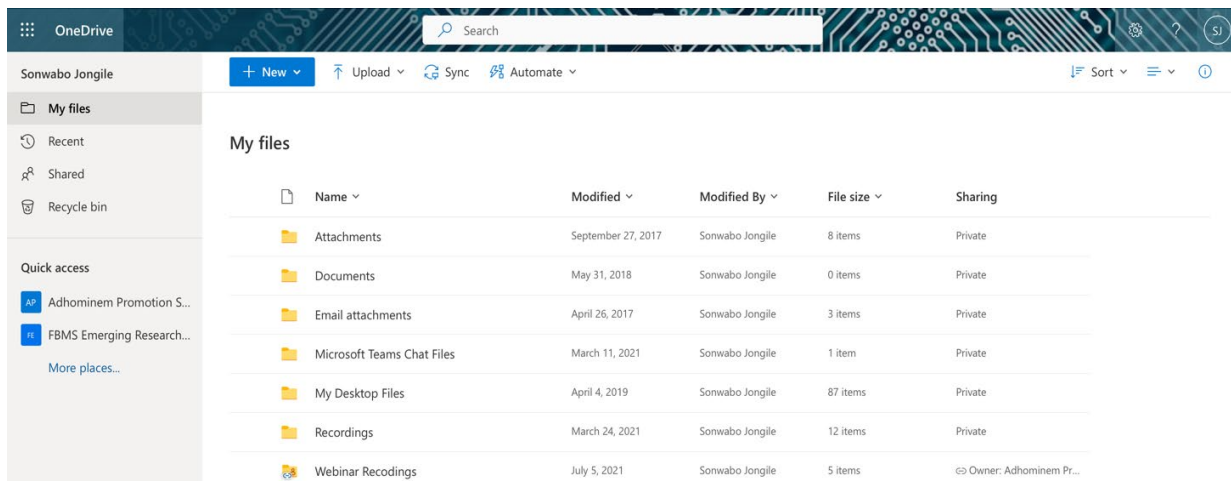 OneDrive
Search
?
SJ
Sonwabo Jongile
+ New
Upload
Sync
Automate
Sort
My files
Recent
Shared
Recycle bin
Quick access
AP Adhominem Promotion S...
FE FBMS Emerging Research...
More places...
My files
Name Modified Modified By File size Sharing
Attachments September 27, 2017 Sonwabo Jongile 8 items Private
Documents May 31, 2018 Sonwabo Jongile 0 items Private
Email attachments April 26, 2017 Sonwabo Jongile 3 items Private
Microsoft Teams Chat Files March 11, 2021 Sonwabo Jongile 1 item Private
My Desktop Files April 4, 2019 Sonwabo Jongile 87 items Private
Recordings March 24, 2021 Sonwabo Jongile 12 items Private
Webinar Recodings July 5, 2021 Sonwabo Jongile 5 items Owner: Adhominem Pr...